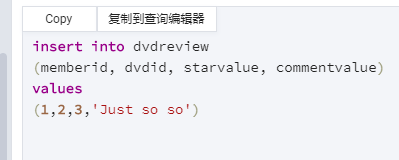 Copy
复制到查询编辑器
insert into dvdreview
(memberid, dvdid, starvalue, commentvalue)
values
(1,2,3,'Just so so')